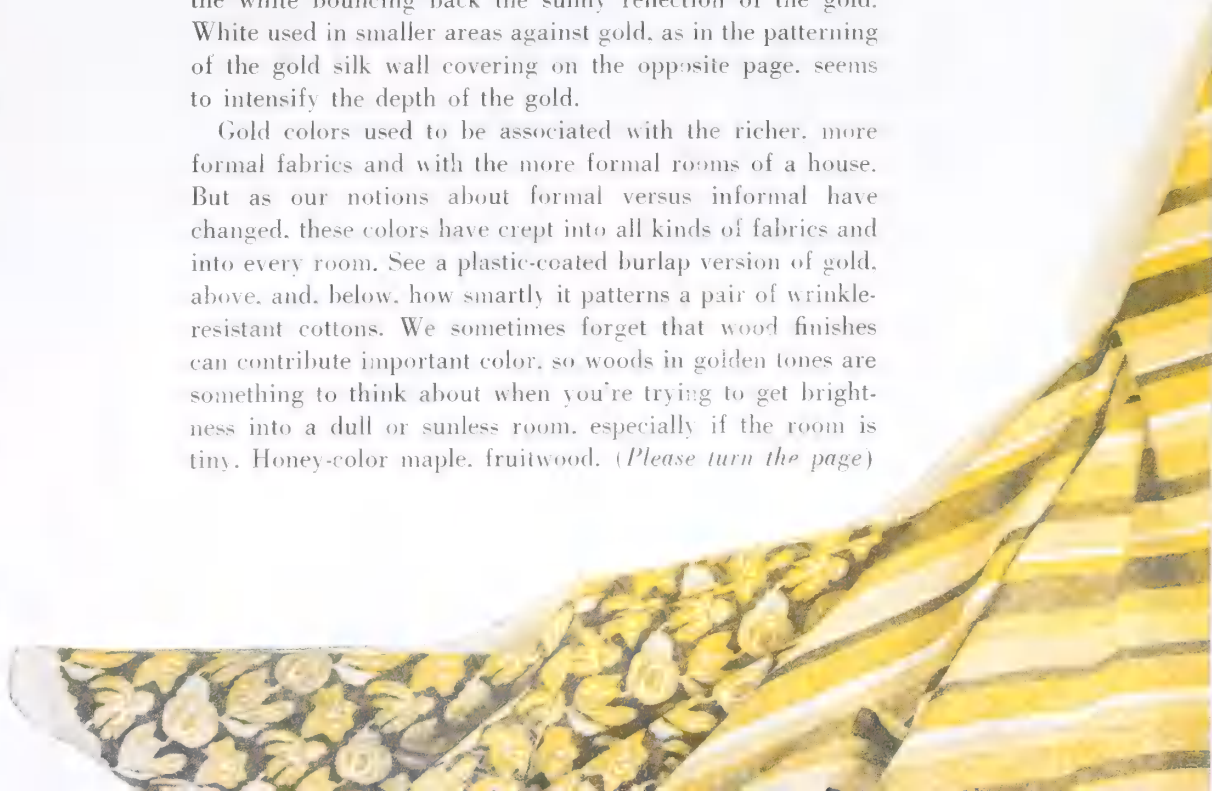 the white bouncing back the sunny reflection of the gold.
White used in smaller areas against gold, as in the patterning
of the gold silk wall covering on the opposite page, seems
to intensify the depth of the gold.
Gold colors used to be associated with the richer, more
formal fabrics and with the more formal rooms of a house.
But as our notions about formal versus informal have
changed, these colors have crept into all kinds of fabrics and
into every room. See a plastic-coated burlap version of gold,
above, and, below, how smartly it patterns a pair of wrinkle-
resistant cottons. We sometimes forget that wood finishes
can contribute important color, so woods in golden tones are
something to think about when you're trying to get bright-
ness into a dull or sunless room, especially if the room is
tiny. Honey-color maple, fruitwood, (Please turn the page)